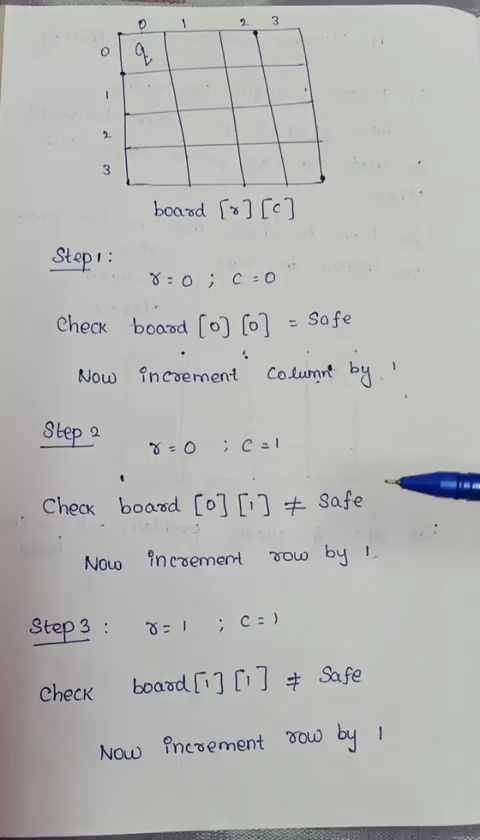 0 1 2 3
0 q
1
2
3
board [r][c]
Step 1:
r = 0 ; c = 0
Check board [0] [0] = Safe
Now increment column by 1
Step 2
r = 0 ; c = 1
Check board [0] [1] ≠ Safe
Now increment row by 1.
Step 3 : r = 1 ; c = 1
Check board [1] [1] ≠ Safe
Now increment row by 1